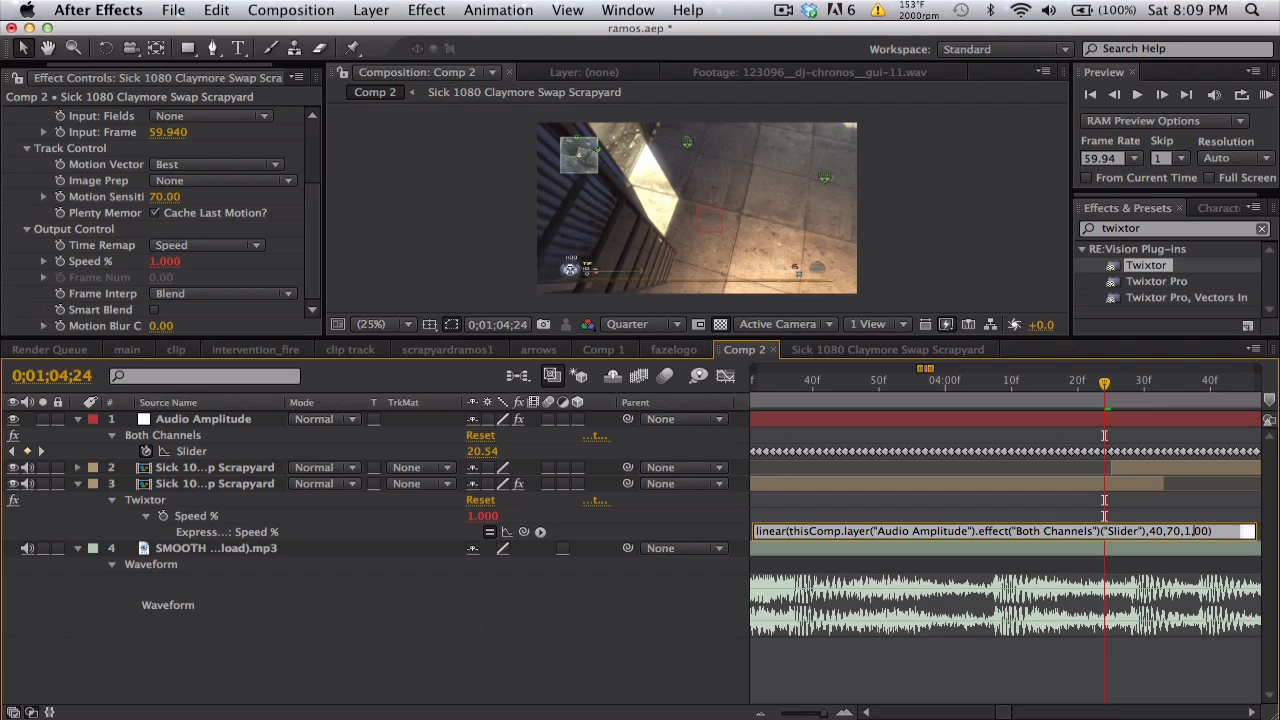 After Effects File Edit Composition Layer Effect Animation View Window Help 6 153°F 2000rpm (100%) Sat 8:09 PM
ramos.aep *
Workspace: Standard Search Help
Effect Controls: Sick 1080 Claymore Swap Scra
Composition: Comp 2 Layer: (none) Footage: 123096__dj-chronos__gui-11.wav
Preview
Comp 2 • Sick 1080 Claymore Swap Scrapyard
Comp 2 Sick 1080 Claymore Swap Scrapyard
Input: Fields None
Input: Frame 59.940
Track Control
Motion Vector Best
Image Prep None
Motion Sensiti 70.00
Plenty Memor Cache Last Motion?
Output Control
Time Remap Speed
Speed % 1.000
Frame Num 0.00
Frame Interp Blend
Smart Blend
Motion Blur C 0.00
(25%) 0;01;04;24 Quarter Active Camera 1 View +0.0
RAM Preview Options
Frame Rate Skip Resolution
59.94 1 Auto
From Current Time Full Screen
Effects & Presets Charact
twixtor
RE:Vision Plug-ins
Twixtor
Twixtor Pro
Twixtor Pro, Vectors In
Render Queue main clip intervention_fire clip track scrapyardramos1 arrows Comp 1 fazelogo Comp 2 Sick 1080 Claymore Swap Scrapyard
0;01;04;24
f 40f 50f 04:00f 10f 20f 30f 40f
# Source Name Mode T TrkMat Parent
1 Audio Amplitude Normal None
Both Channels Reset ...t...
Slider 20.54
2 Sick 10...p Scrapyard Normal None None
3 Sick 10...p Scrapyard Normal None None
Twixtor Reset ...t...
Speed % 1.000
Express...: Speed %
linear(thisComp.layer("Audio Amplitude").effect("Both Channels")("Slider"),40,70,1,00)
4 SMOOTH ...load).mp3 None
Waveform
Waveform